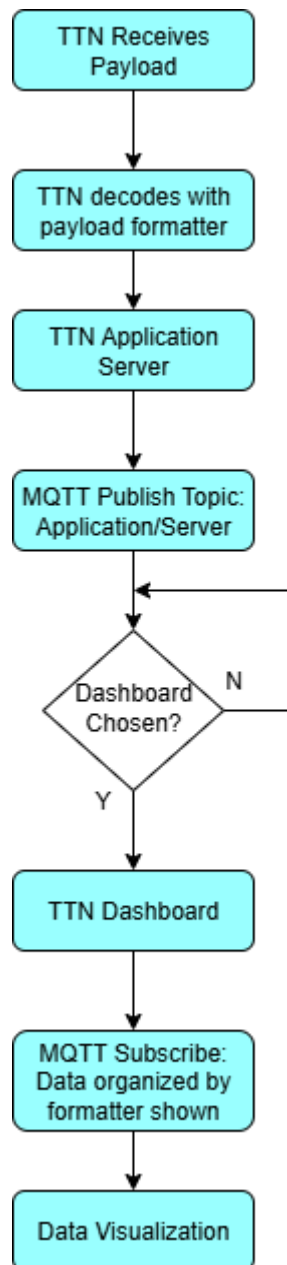 TTN Receives
Payload
TTN decodes with
payload formatter
TTN Application
Server
MQTT Publish Topic:
Application/Server
Dashboard
Chosen?
N
Y
TTN Dashboard
MQTT Subscribe:
Data organized by
formatter shown
Data Visualization